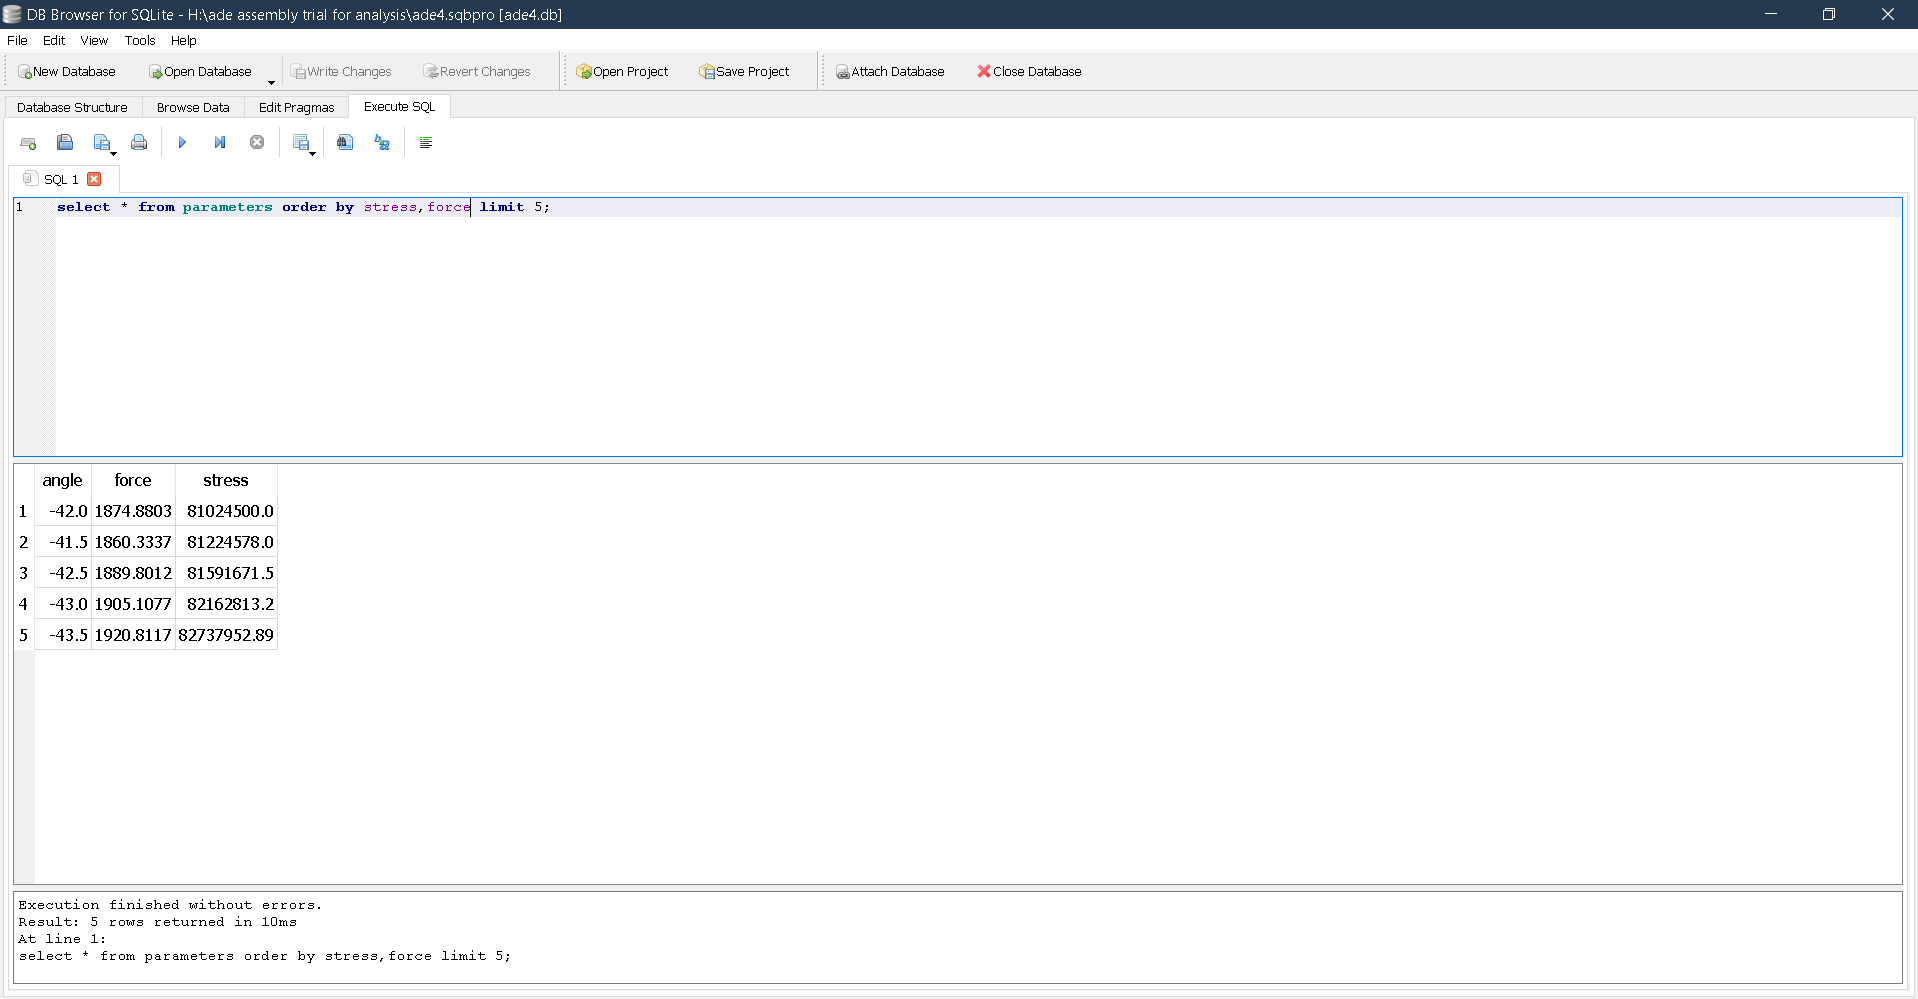 DB Browser for SQLite - H:\ade assembly trial for analysis\ade4.sqbpro [ade4.db]
File Edit View Tools Help
New Database Open Database Write Changes Revert Changes Open Project Save Project Attach Database Close Database
Database Structure Browse Data Edit Pragmas Execute SQL
SQL 1
1 select * from parameters order by stress,force limit 5;
angle force stress
1 -42.0 1874.8803 81024500.0
2 -41.5 1860.3337 81224578.0
3 -42.5 1889.8012 81591671.5
4 -43.0 1905.1077 82162813.2
5 -43.5 1920.8117 82737952.89
Execution finished without errors.
Result: 5 rows returned in 10ms
At line 1:
select * from parameters order by stress,force limit 5;